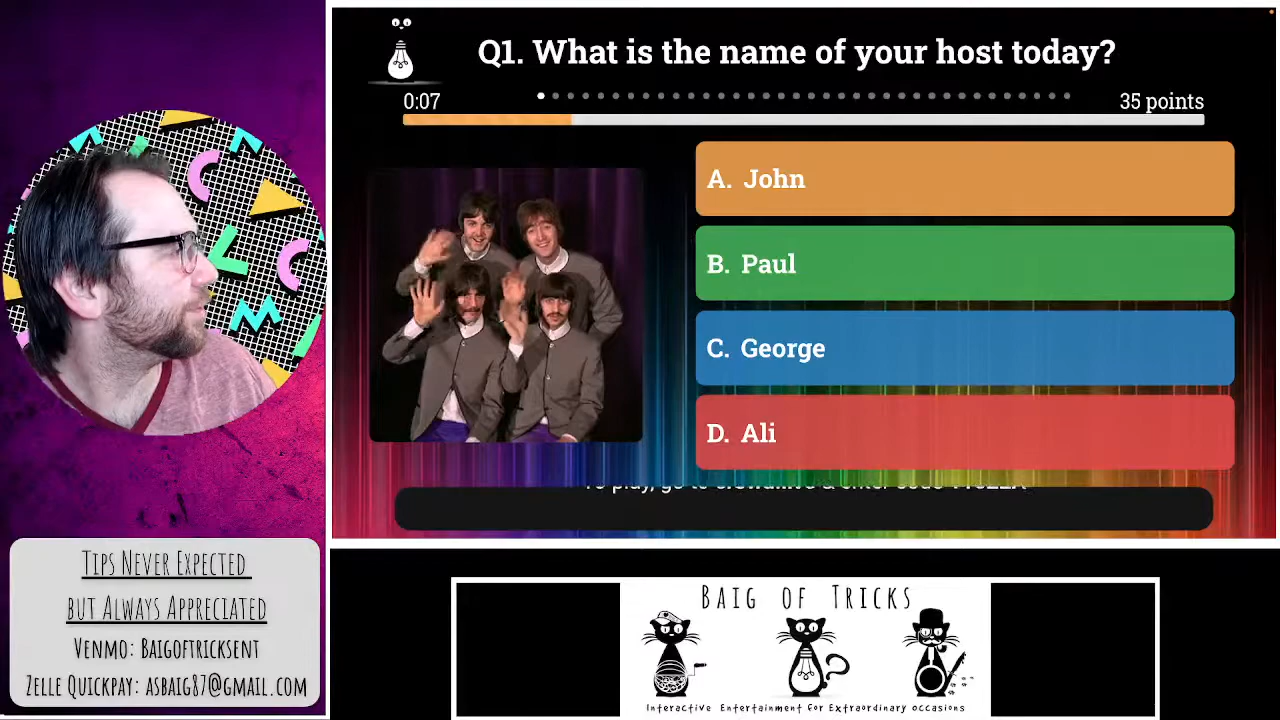 Q1. What is the name of your host today?
0:07
35 points
A. John
B. Paul
C. George
D. Ali
Tips Never Expected
but Always Appreciated
Venmo: Baigoftricksent
Zelle Quickpay: asbaig87@gmail.com
Baig of Tricks
Interactive Entertainment for Extraordinary Occasions